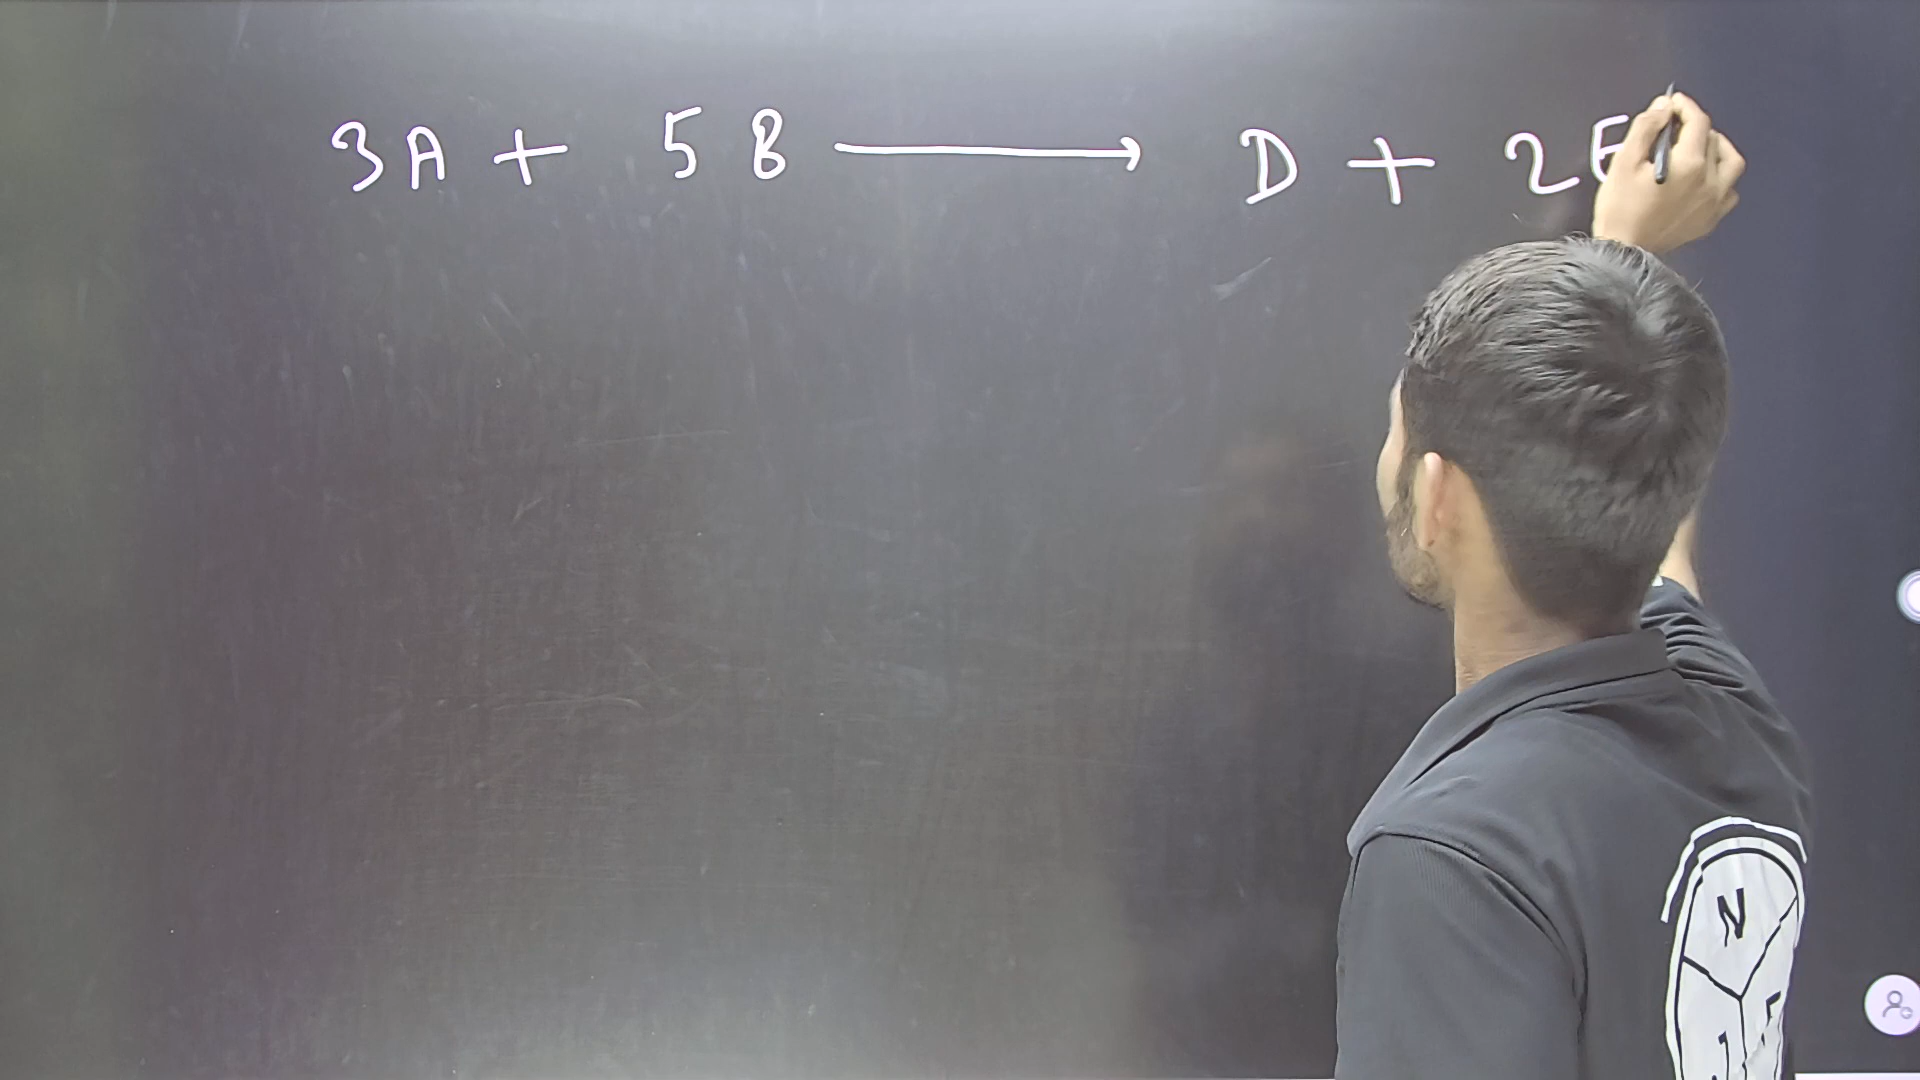 3A + 5B ⟶ D + 2E
N